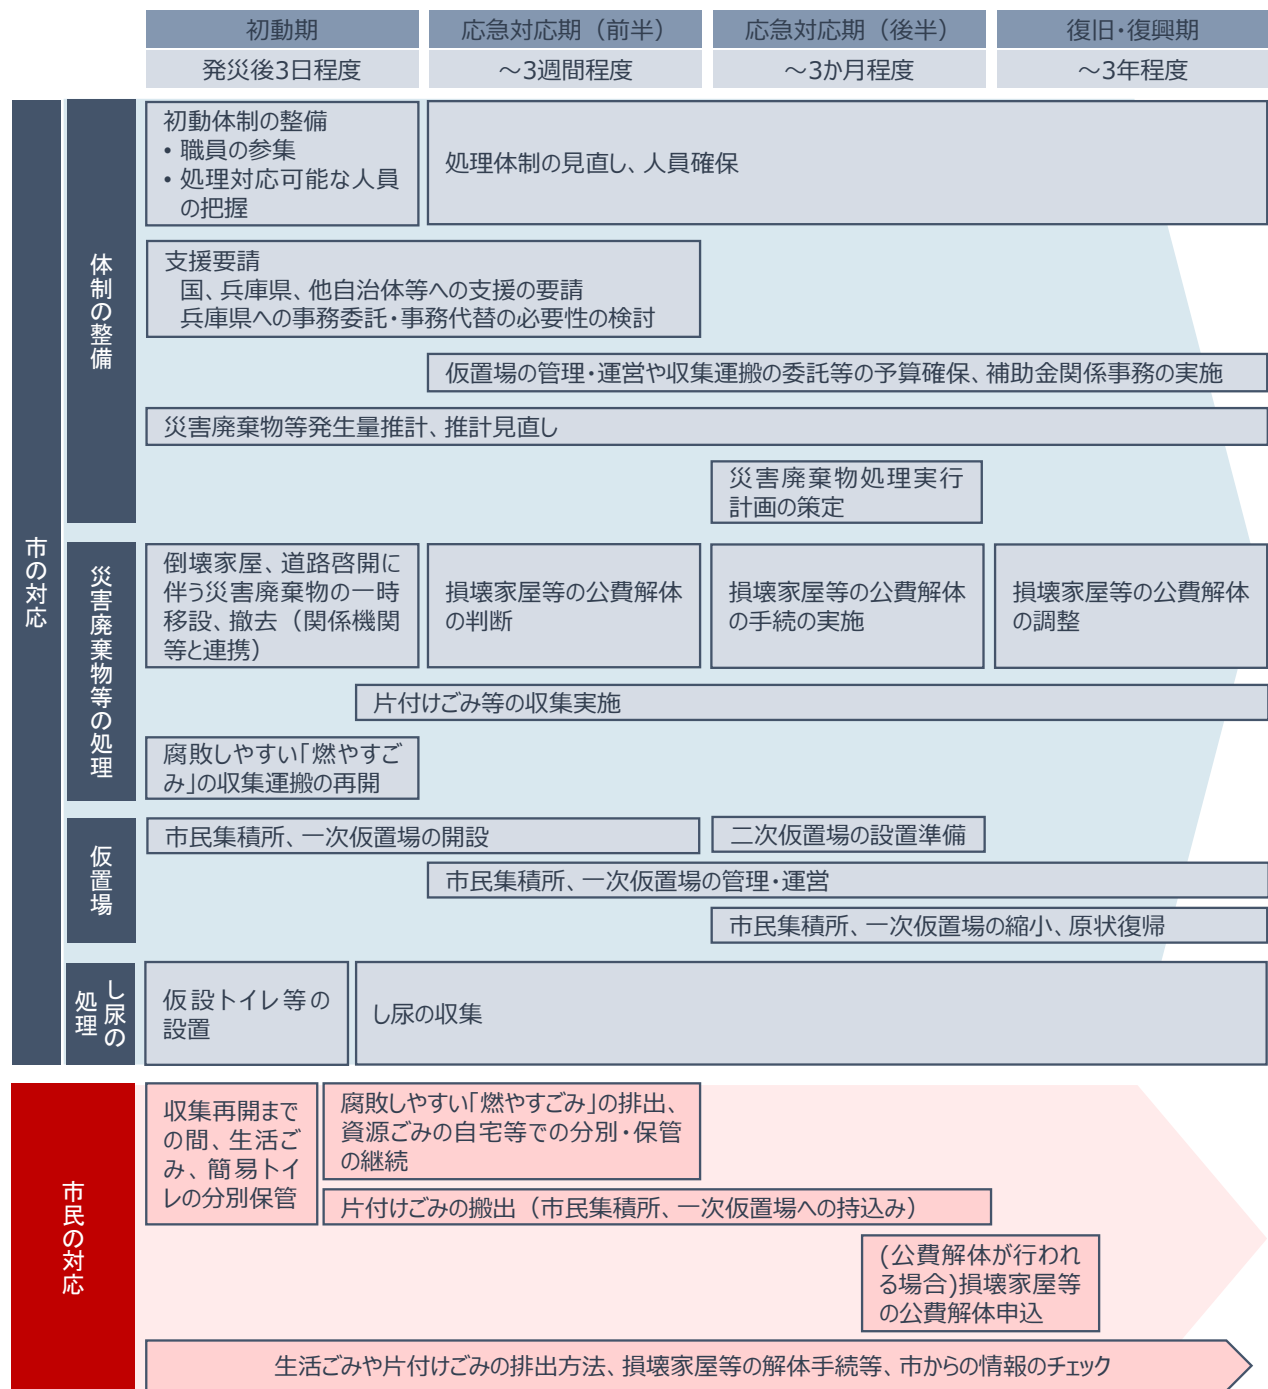 初動期
応急対応期（前半）
応急対応期（後半）
復旧・復興期
発災後3日程度
～3週間程度
～3か月程度
～3年程度
市の対応
体制の整備
初動体制の整備
・職員の参集
・処理対応可能な人員
の把握
処理体制の見直し、人員確保
支援要請
国、兵庫県、他自治体等への支援の要請
兵庫県への事務委託・事務代替の必要性の検討
仮置場の管理・運営や収集運搬の委託等の予算確保、補助金関係事務の実施
災害廃棄物等発生量推計、推計見直し
災害廃棄物処理実行
計画の策定
災害廃棄物等の処理
倒壊家屋、道路啓開に
伴う災害廃棄物の一時
移設、撤去（関係機関
等と連携）
損壊家屋等の公費解体
の判断
損壊家屋等の公費解体
の手続の実施
損壊家屋等の公費解体
の調整
片付けごみ等の収集実施
腐敗しやすい「燃やすご
み」の収集運搬の再開
仮置場
市民集積所、一次仮置場の開設
二次仮置場の設置準備
市民集積所、一次仮置場の管理・運営
市民集積所、一次仮置場の縮小、原状復帰
し尿の
処理
仮設トイレ等の
設置
し尿の収集
市民の対応
収集再開まで
の間、生活ご
み、簡易トイ
レの分別保管
腐敗しやすい「燃やすごみ」の排出、
資源ごみの自宅等での分別・保管
の継続
片付けごみの搬出（市民集積所、一次仮置場への持込み）
(公費解体が行われ
る場合)損壊家屋等
の公費解体申込
生活ごみや片付けごみの排出方法、損壊家屋等の解体手続等、市からの情報のチェック